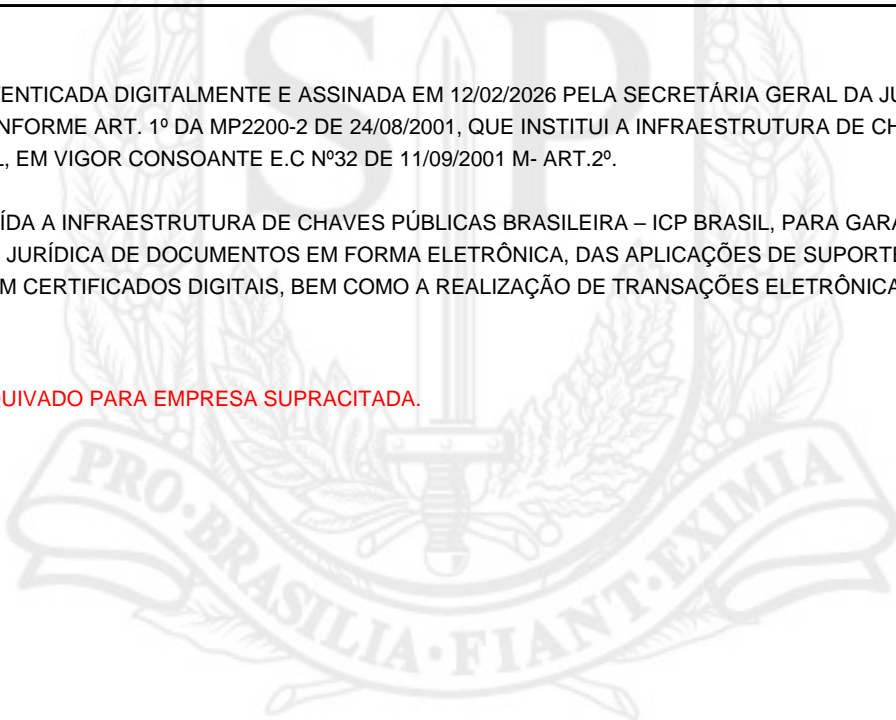 ENTICADA DIGITALMENTE E ASSINADA EM 12/02/2026 PELA SECRETÁRIA GERAL DA JU
NFORME ART. 1º DA MP2200-2 DE 24/08/2001, QUE INSTITUI A INFRAESTRUTURA DE CH
L, EM VIGOR CONSOANTE E.C Nº32 DE 11/09/2001 M- ART.2º.
ÍDA A INFRAESTRUTURA DE CHAVES PÚBLICAS BRASILEIRA – ICP BRASIL, PARA GARA
JURÍDICA DE DOCUMENTOS EM FORMA ELETRÔNICA, DAS APLICAÇÕES DE SUPORTE
M CERTIFICADOS DIGITAIS, BEM COMO A REALIZAÇÃO DE TRANSAÇÕES ELETRÔNICA
UIVADO PARA EMPRESA SUPRACITADA.
SP
PRO·BRASILIA·FIANT·EXIMIA